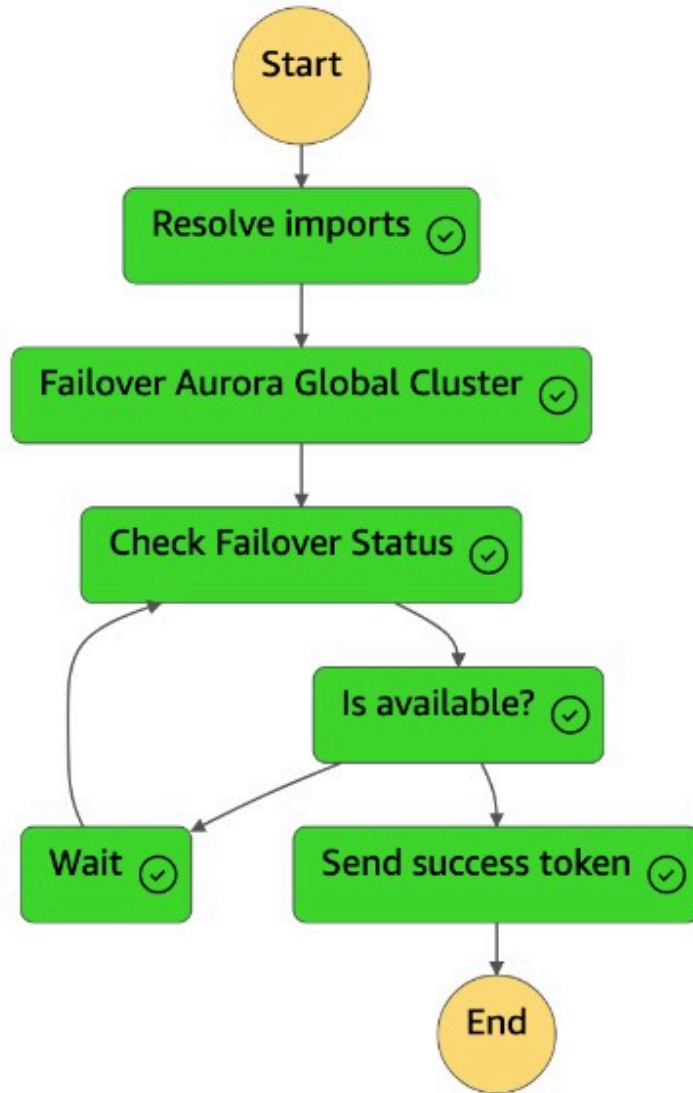 Start
Resolve imports
Failover Aurora Global Cluster
Check Failover Status
Is available?
Wait
Send success token
End